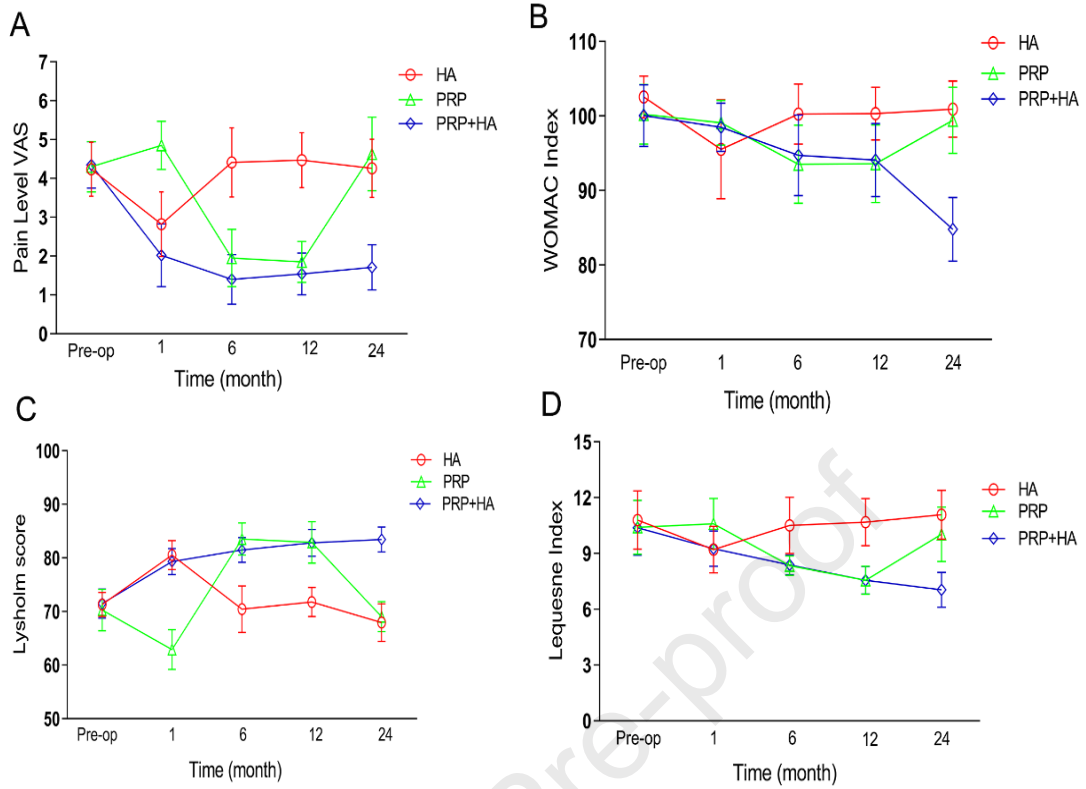 A
Pain Level VAS
7
6
5
4
3
2
1
0
Pre-op 1 6 12 24
Time (month)
HA
PRP
PRP+HA
B
WOMAC Index
110
100
90
80
70
Pre-op 1 6 12 24
Time (month)
HA
PRP
PRP+HA
C
Lysholm score
100
90
80
70
60
50
Pre-op 1 6 12 24
Time (month)
HA
PRP
PRP+HA
D
Lequesne Index
15
12
9
6
3
0
Pre-op 1 6 12 24
Time (month)
HA
PRP
PRP+HA
Pre-proof